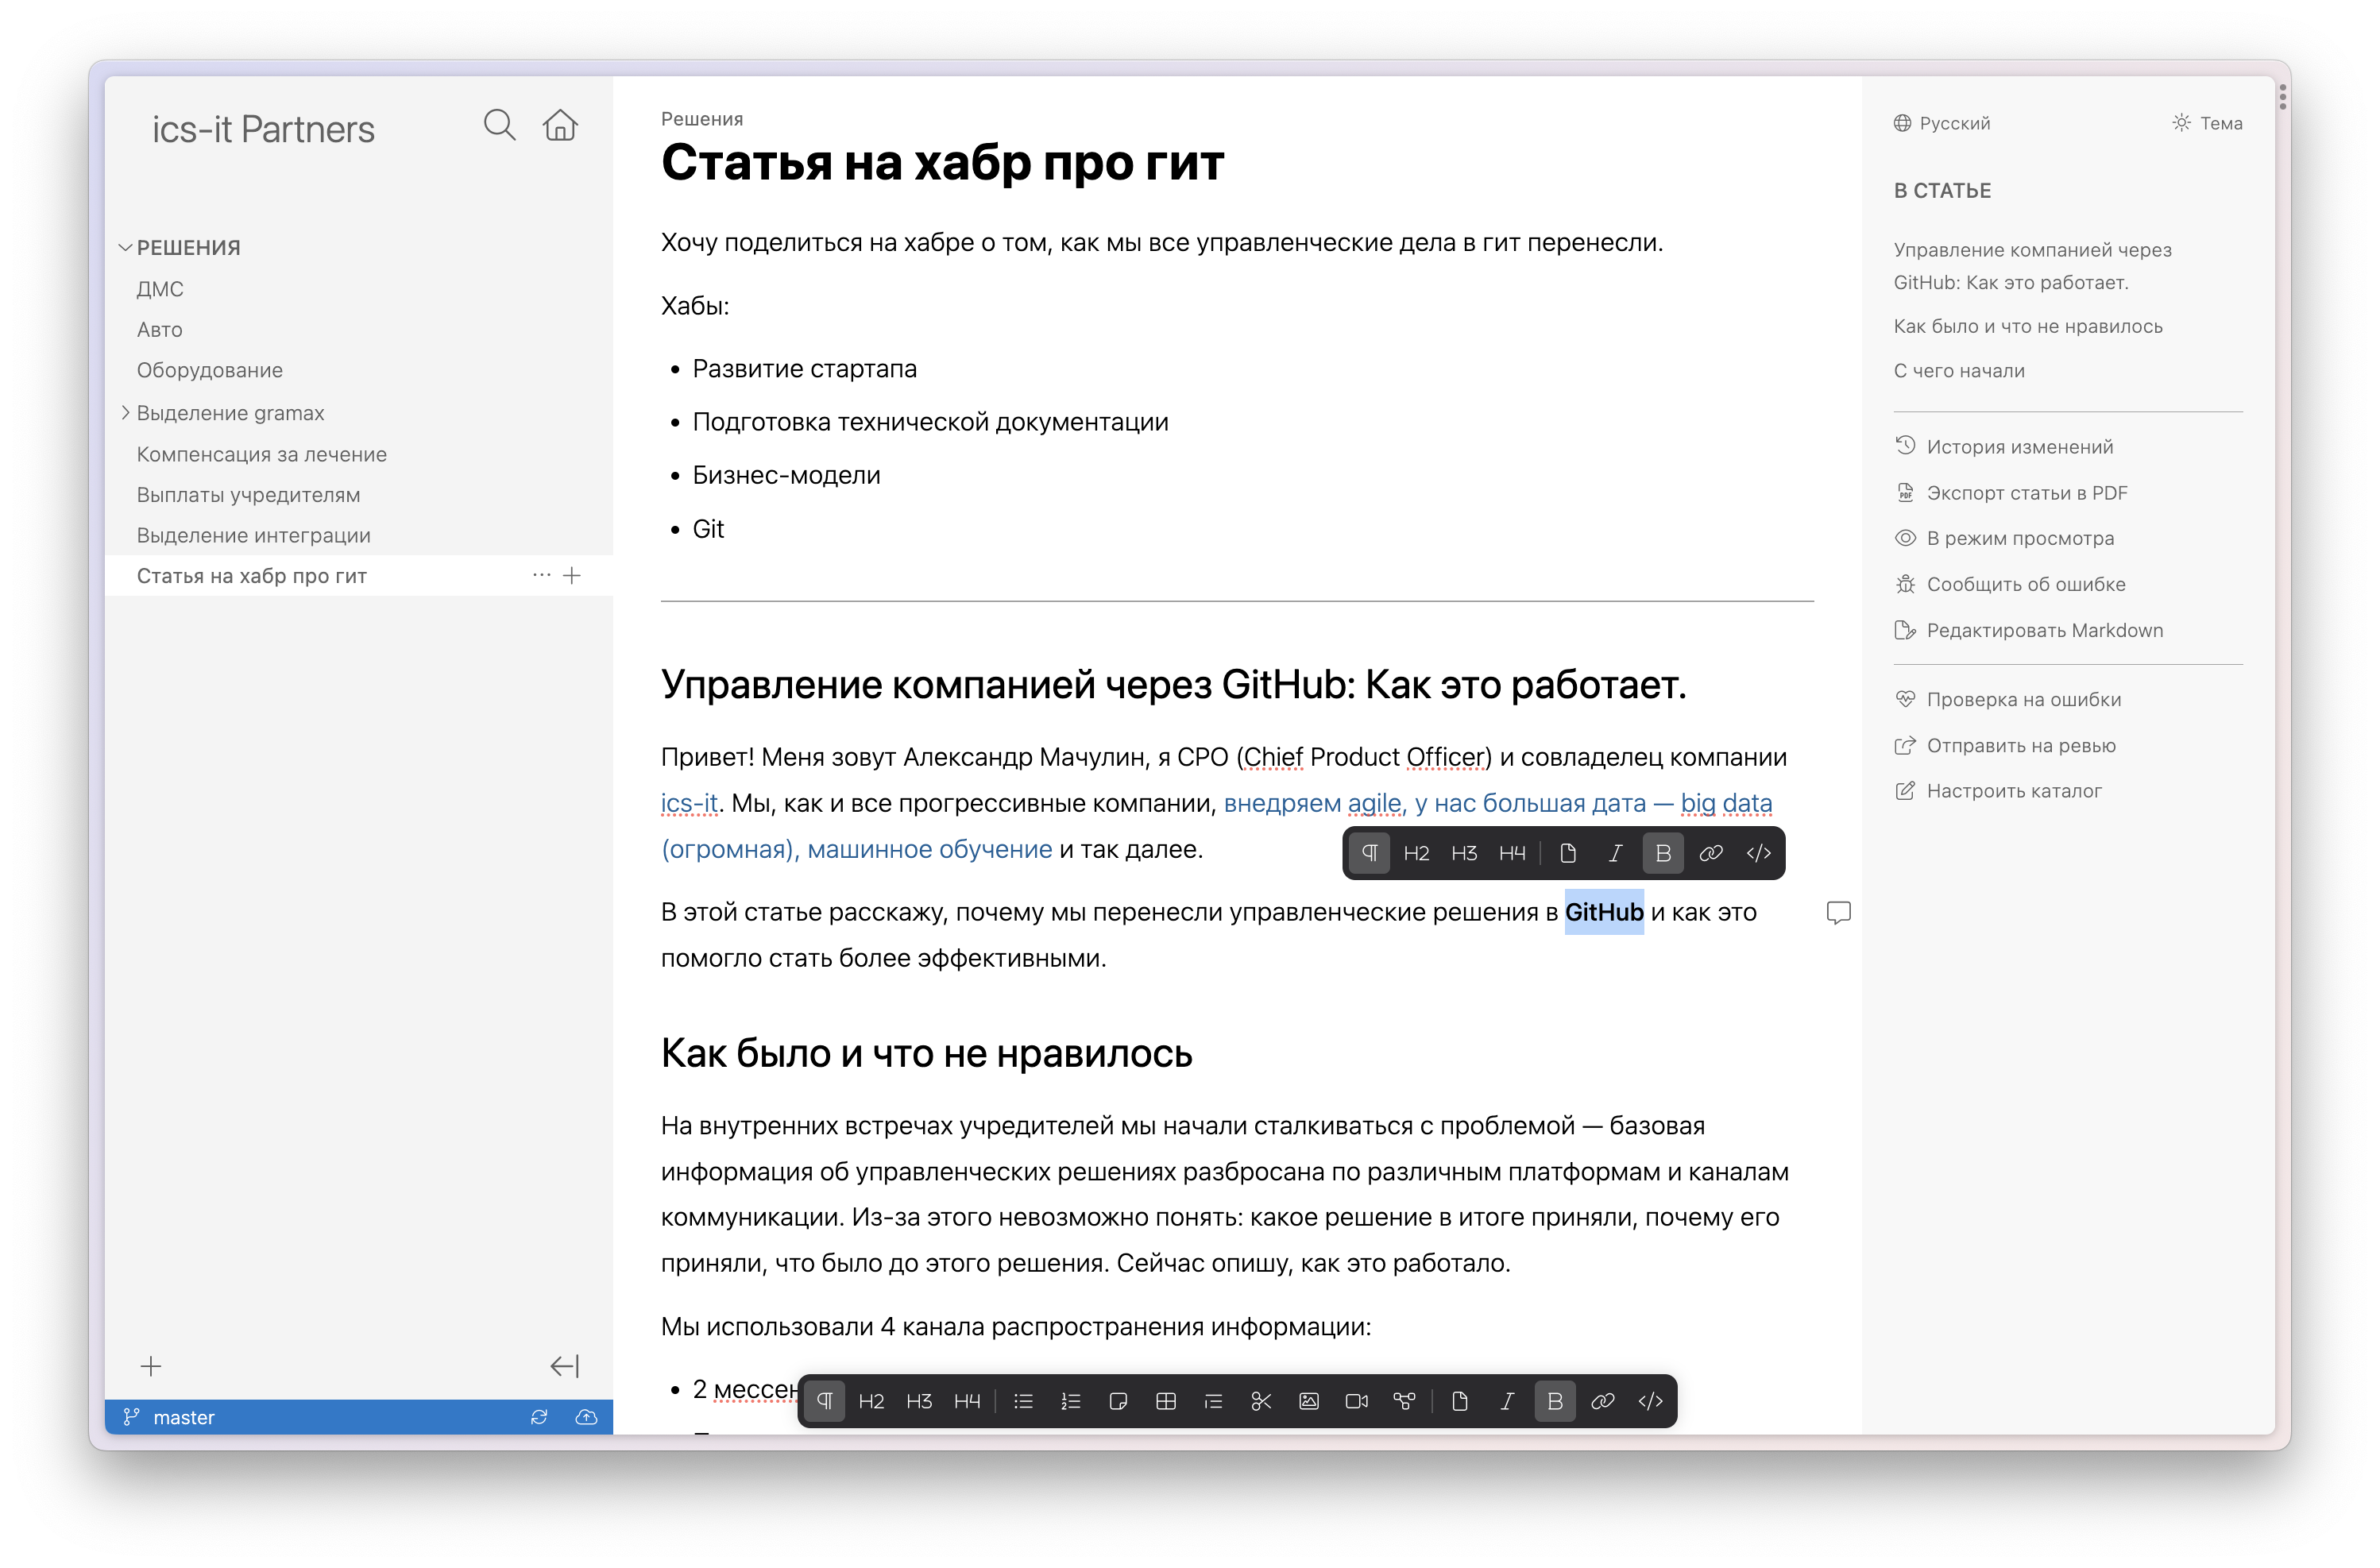 ics-it Partners
РЕШЕНИЯ
ДМС
Авто
Оборудование
Выделение gramax
Компенсация за лечение
Выплаты учредителям
Выделение интеграции
Статья на хабр про гит
master
Решения
Статья на хабр про гит
Хочу поделиться на хабре о том, как мы все управленческие дела в гит перенесли.
Хабы:
• Развитие стартапа
• Подготовка технической документации
• Бизнес-модели
• Git
Управление компанией через GitHub: Как это работает.
Привет! Меня зовут Александр Мачулин, я CPO (Chief Product Officer) и совладелец компании
ics-it. Мы, как и все прогрессивные компании, внедряем agile, у нас большая дата — big data
(огромная), машинное обучение и так далее.
H2 H3 H4 I B </>
В этой статье расскажу, почему мы перенесли управленческие решения в GitHub и как это
помогло стать более эффективными.
Как было и что не нравилось
На внутренних встречах учредителей мы начали сталкиваться с проблемой — базовая
информация об управленческих решениях разбросана по различным платформам и каналам
коммуникации. Из-за этого невозможно понять: какое решение в итоге приняли, почему его
приняли, что было до этого решения. Сейчас опишу, как это работало.
Мы использовали 4 канала распространения информации:
• 2 мессен
H2 H3 H4 I B </>
Русский
Тема
В СТАТЬЕ
Управление компанией через
GitHub: Как это работает.
Как было и что не нравилось
С чего начали
История изменений
Экспорт статьи в PDF
В режим просмотра
Сообщить об ошибке
Редактировать Markdown
Проверка на ошибки
Отправить на ревью
Настроить каталог